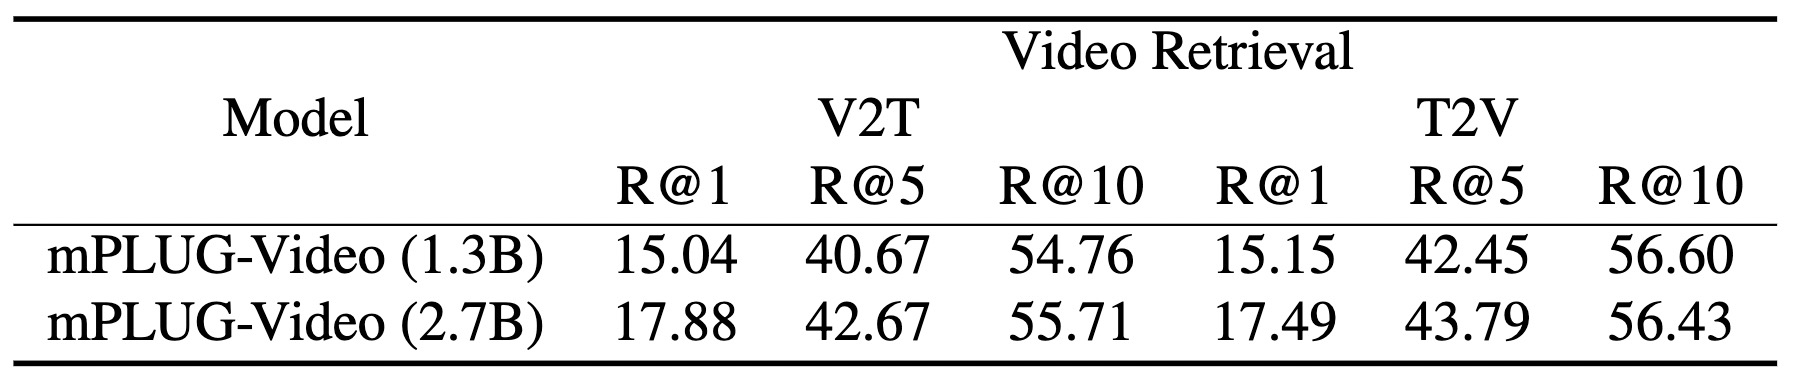 Video Retrieval
Model V2T T2V
R@1 R@5 R@10 R@1 R@5 R@10
mPLUG-Video (1.3B) 15.04 40.67 54.76 15.15 42.45 56.60
mPLUG-Video (2.7B) 17.88 42.67 55.71 17.49 43.79 56.43